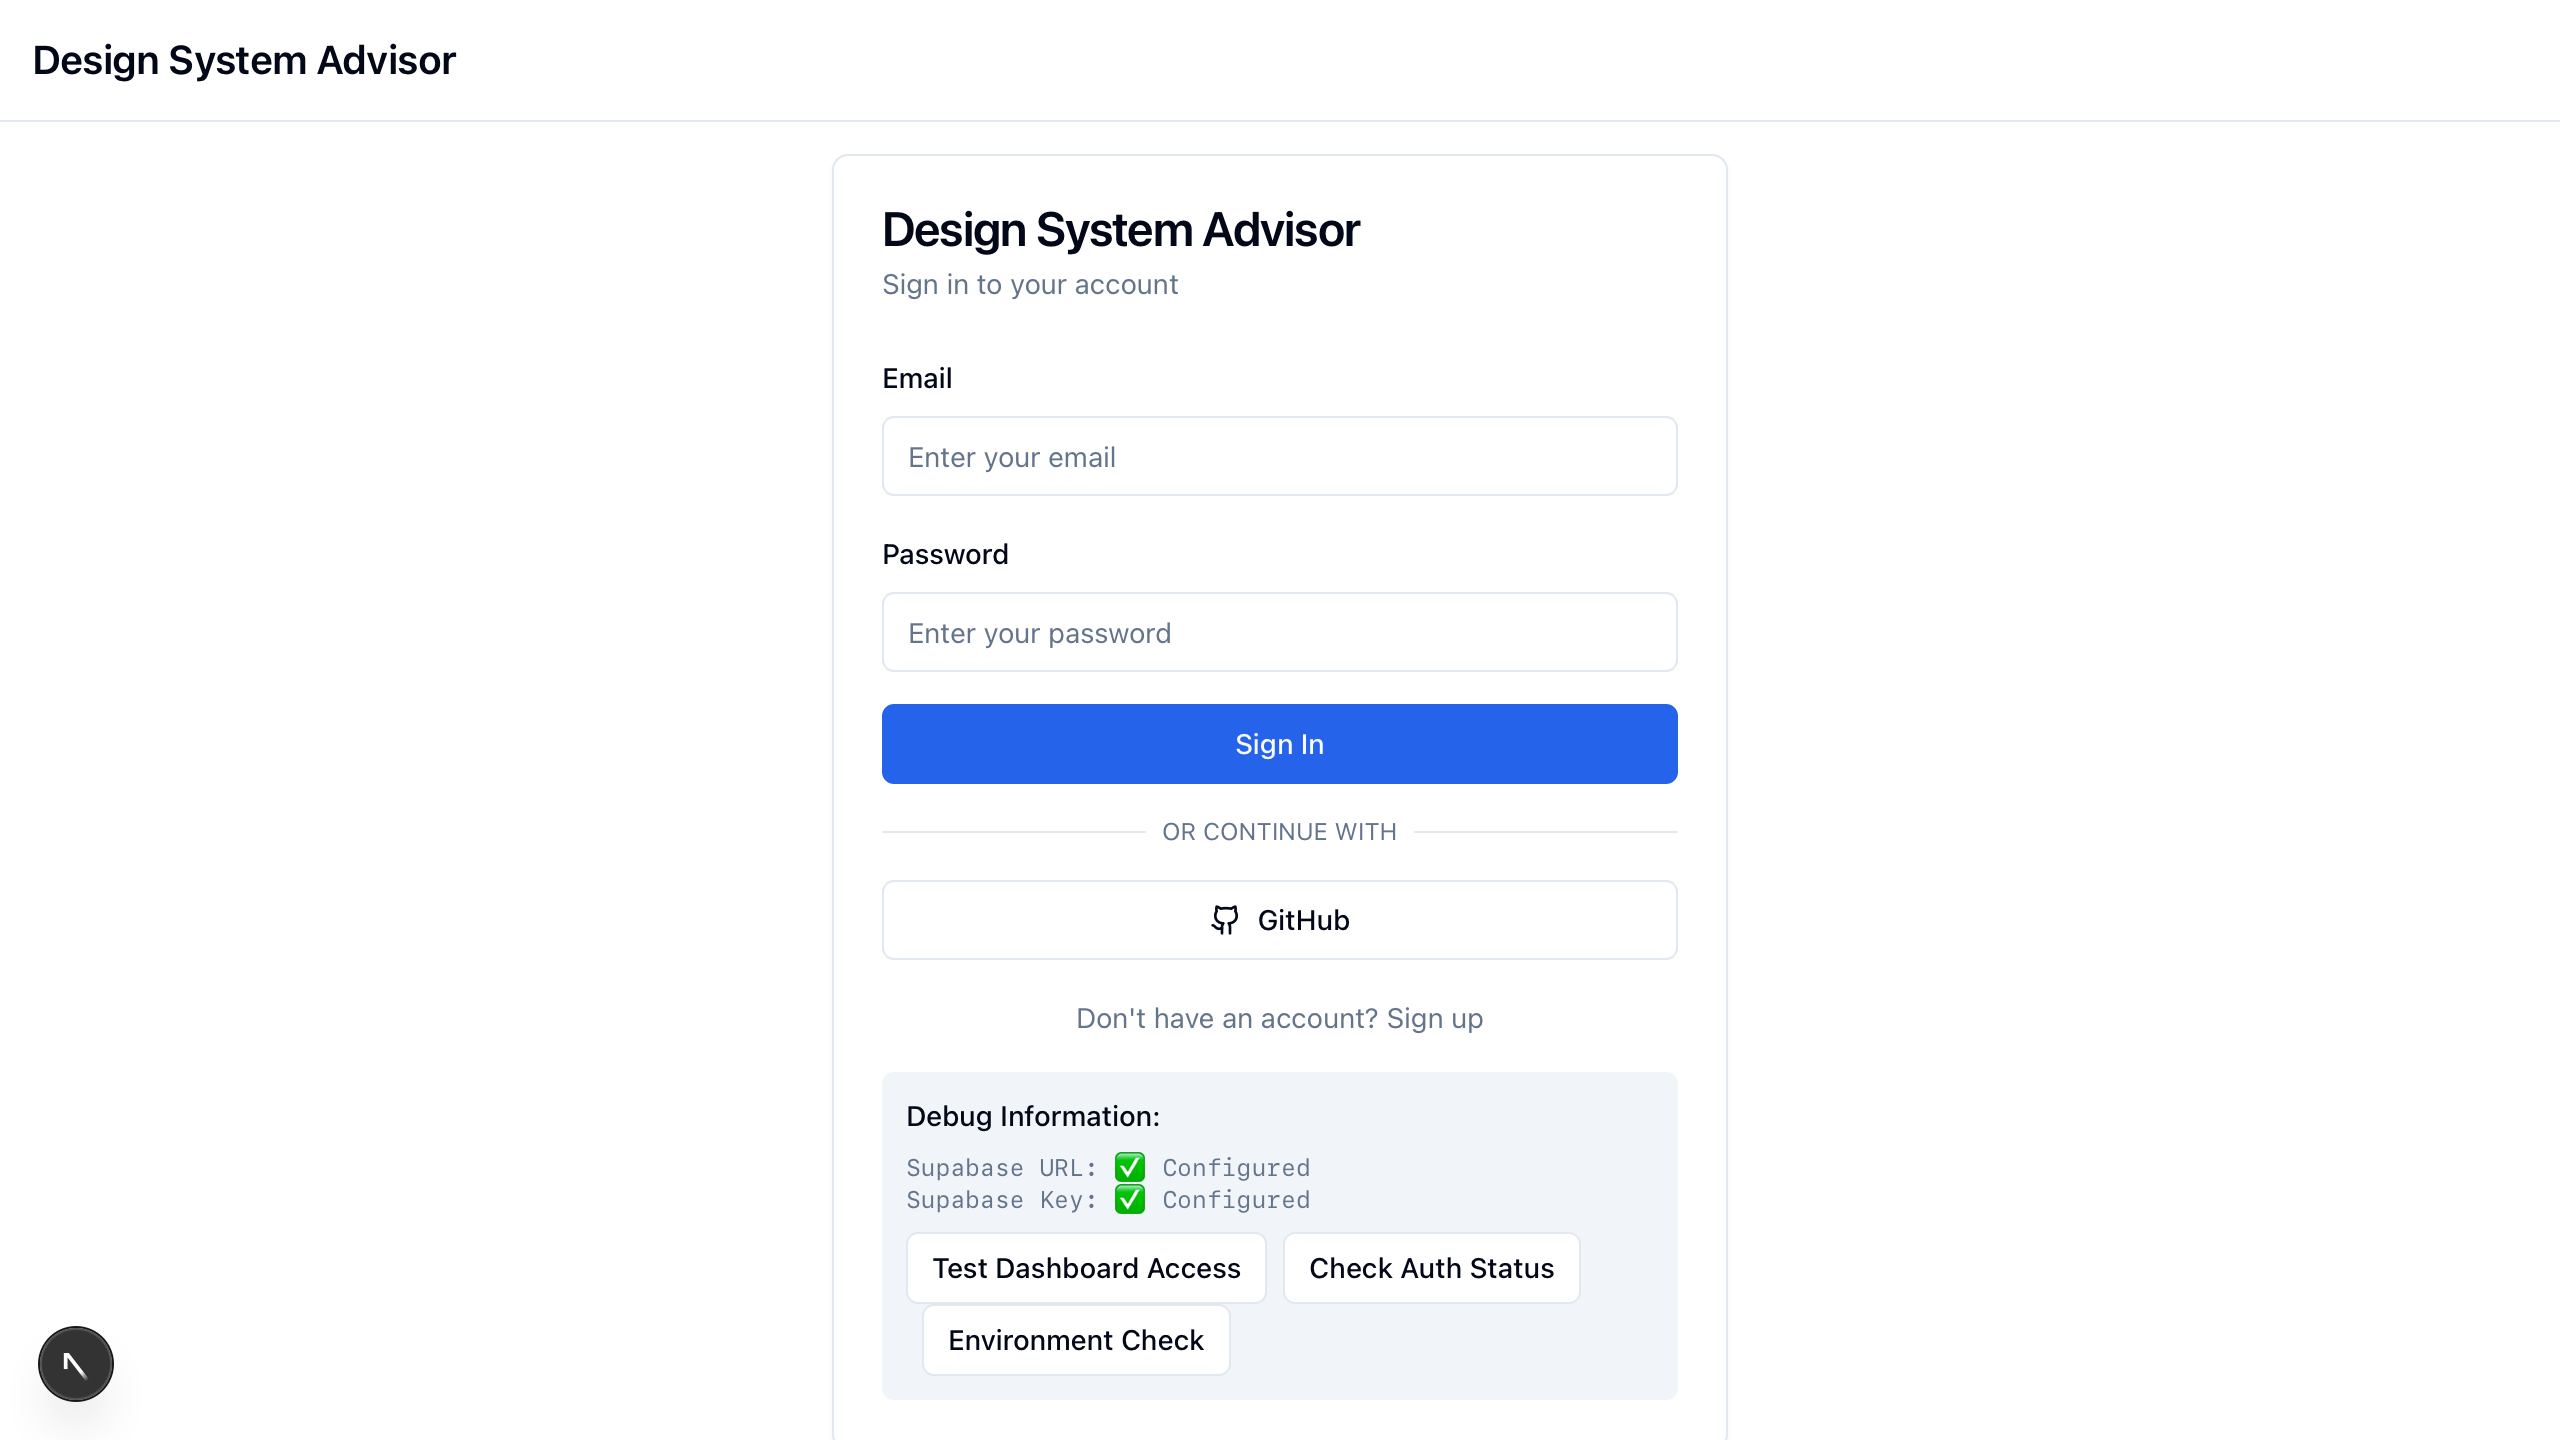 Design System Advisor
Design System Advisor
Sign in to your account
Email
Enter your email
Password
Enter your password
Sign In
OR CONTINUE WITH
GitHub
Don't have an account? Sign up
Debug Information:
Supabase URL: ✅ Configured
Supabase Key: ✅ Configured
Test Dashboard Access Check Auth Status
Environment Check